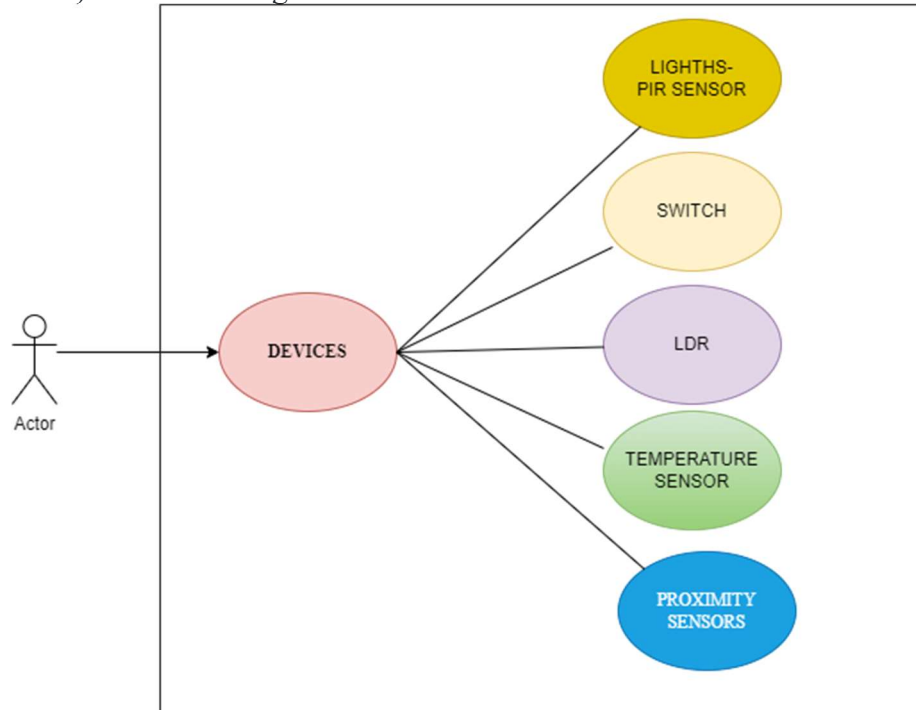 LIGHTHS-
PIR SENSOR
SWITCH
LDR
DEVICES
Actor
TEMPERATURE
SENSOR
PROXIMITY
SENSORS